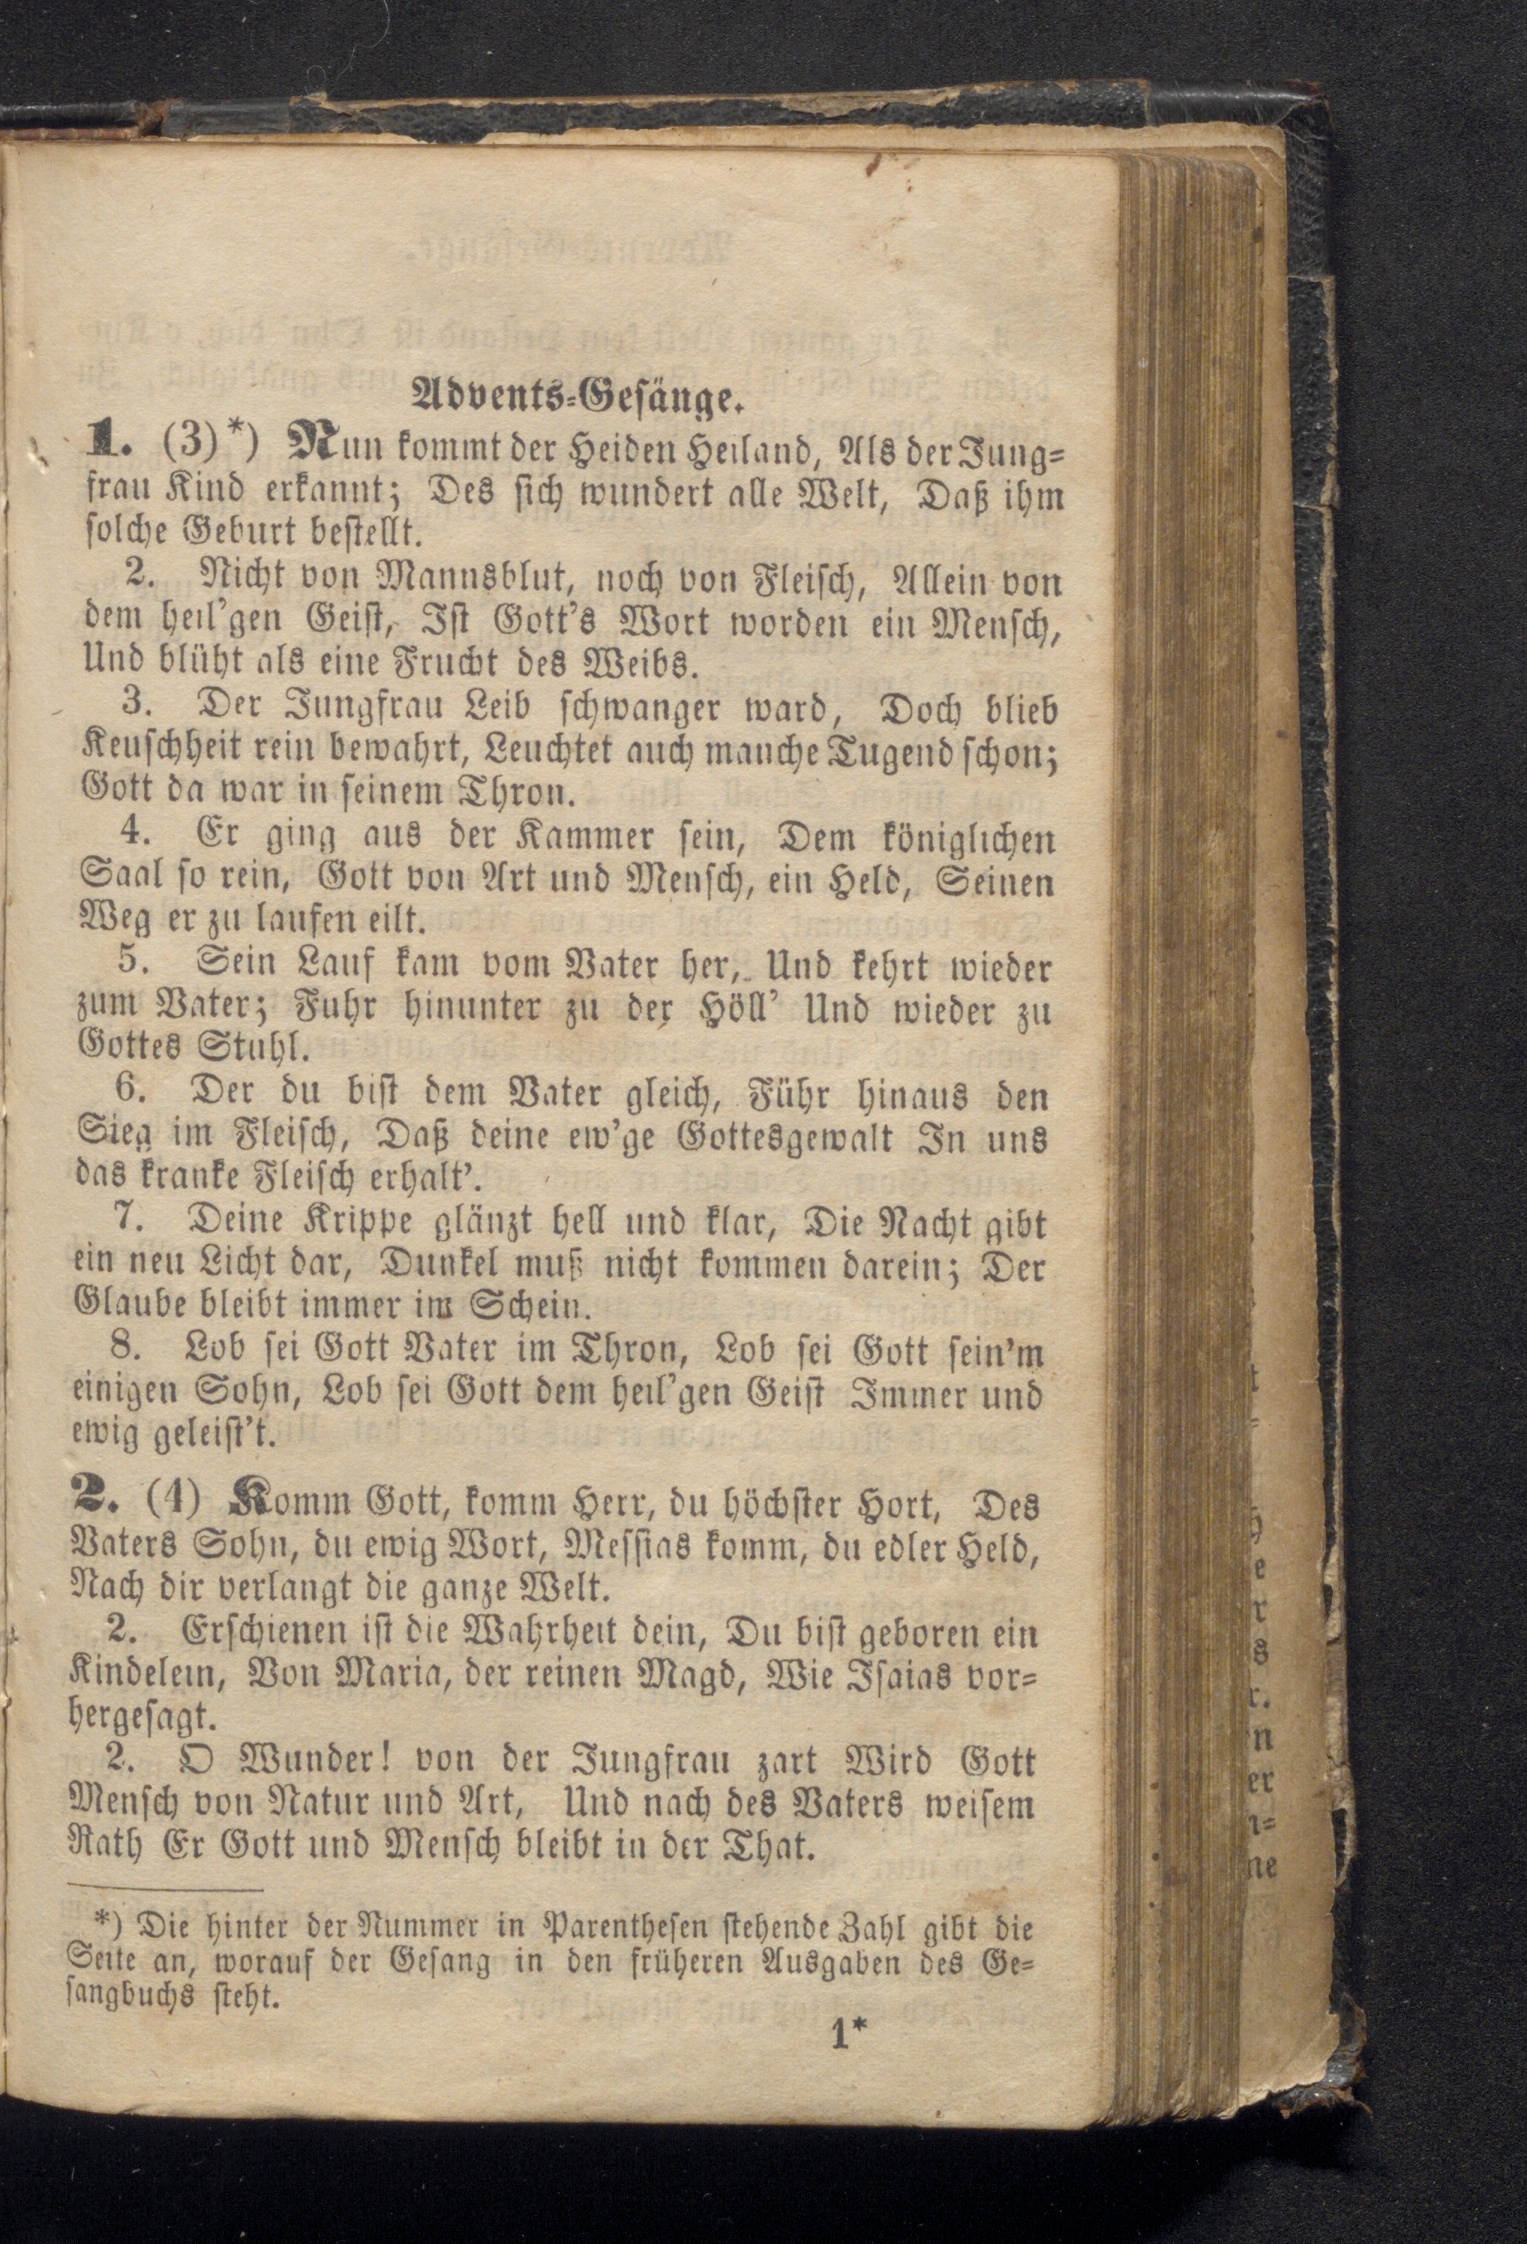 Advents-Gesänge.
1. (3)*) Nun kommt der Heiden Heiland, Als der Jung-
frau Kind erkannt; Des sich wundert alle Welt, Daß ihm
solche Geburt bestellt.
2. Nicht von Mannsblut, noch von Fleisch, Allein von
dem heil'gen Geist, Ist Gott's Wort worden ein Mensch,
Und blüht als eine Frucht des Weibs.
3. Der Jungfrau Leib schwanger ward, Doch blieb
Keuschheit rein bewahrt, Leuchtet auch manche Tugend schon;
Gott da war in seinem Thron.
4. Er ging aus der Kammer sein, Dem königlichen
Saal so rein, Gott von Art und Mensch, ein Held, Seinen
Weg er zu laufen eilt.
5. Sein Lauf kam vom Vater her, Und kehrt wieder
zum Vater; Fuhr hinunter zu der Höll' Und wieder zu
Gottes Stuhl.
6. Der du bist dem Vater gleich, Führ hinaus den
Sieg im Fleisch, Daß deine ew'ge Gottesgewalt In uns
das kranke Fleisch erhalt'.
7. Deine Krippe glänzt hell und klar, Die Nacht gibt
ein neu Licht dar, Dunkel muß nicht kommen darein; Der
Glaube bleibt immer im Schein.
8. Lob sei Gott Vater im Thron, Lob sei Gott sein'm
einigen Sohn, Lob sei Gott dem heil'gen Geist Immer und
ewig geleist't.
2. (4) Komm Gott, komm Herr, du höchster Hort, Des
Vaters Sohn, du ewig Wort, Messias komm, du edler Held,
Nach dir verlangt die ganze Welt.
2. Erschienen ist die Wahrheit dein, Du bist geboren ein
Kindelein, Von Maria, der reinen Magd, Wie Isaias vor-
hergesagt.
2. O Wunder! von der Jungfrau zart Wird Gott
Mensch von Natur und Art, Und nach des Vaters weisem
Rath Er Gott und Mensch bleibt in der That.
*) Die hinter der Nummer in Parenthesen stehende Zahl gibt die
Seite an, worauf der Gesang in den früheren Ausgaben des Ge-
sangbuchs steht.
1*